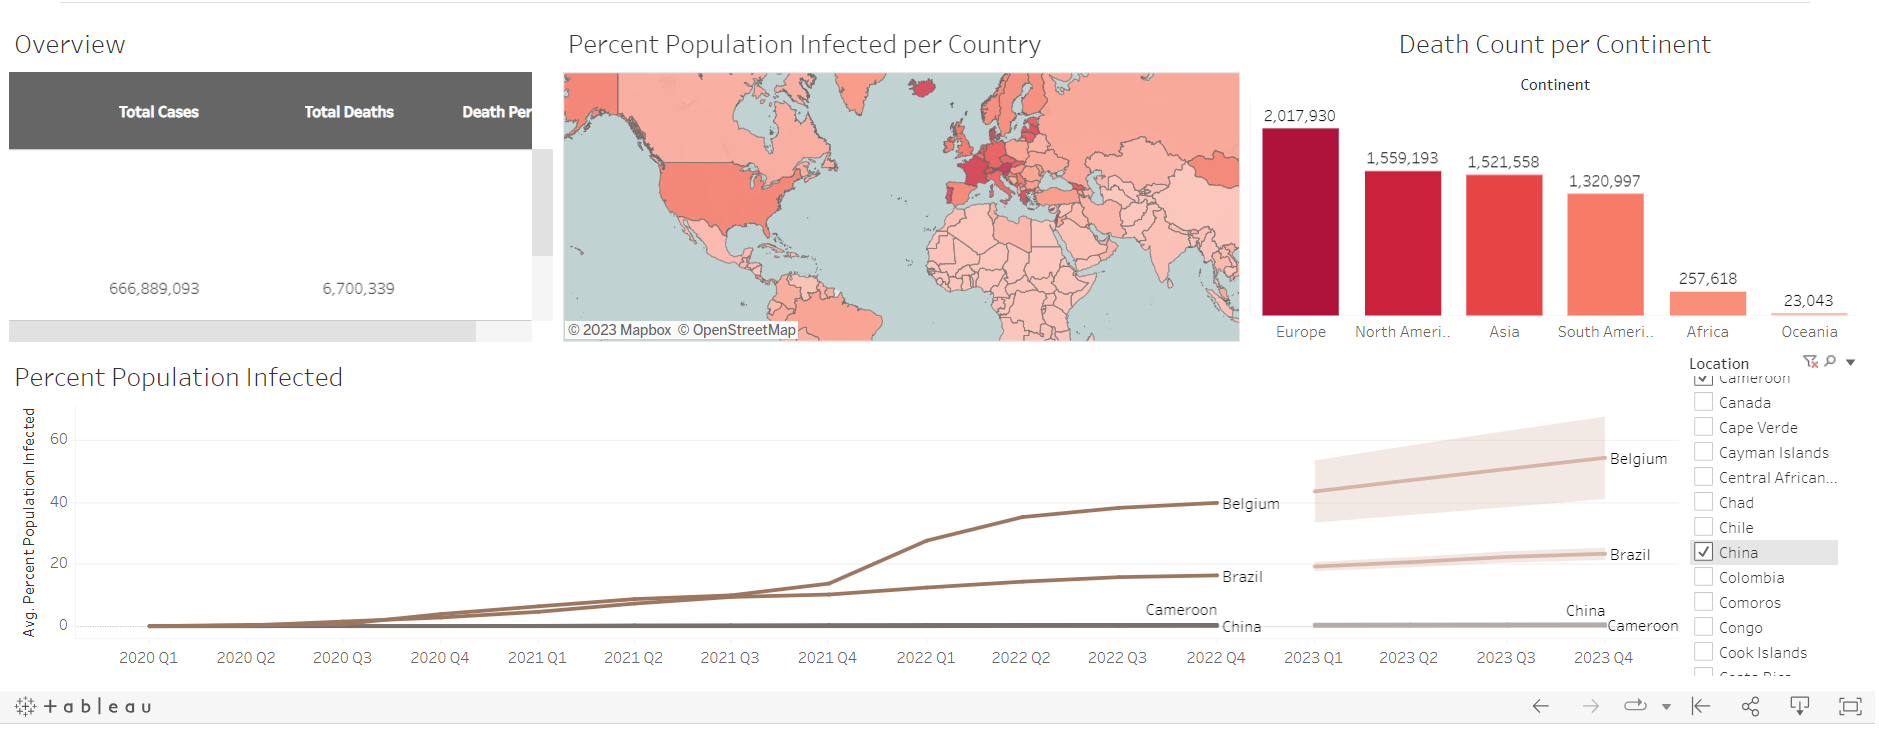 Overview
Total Cases Total Deaths Death Per
666,889,093 6,700,339
Percent Population Infected per Country
© 2023 Mapbox © OpenStreetMap
Death Count per Continent
Continent
2,017,930
1,559,193
1,521,558
1,320,997
257,618
23,043
Europe North Ameri.. Asia South Ameri.. Africa Oceania
Percent Population Infected
Avg. Percent Population Infected
60
40
20
0
Belgium
Brazil
Cameroon
China
Belgium
Brazil
China
Cameroon
2020 Q1 2020 Q2 2020 Q3 2020 Q4 2021 Q1 2021 Q2 2021 Q3 2021 Q4 2022 Q1 2022 Q2 2022 Q3 2022 Q4 2023 Q1 2023 Q2 2023 Q3 2023 Q4
Location
Cameroon
Canada
Cape Verde
Cayman Islands
Central African...
Chad
Chile
China
Colombia
Comoros
Congo
Cook Islands
Costa Rica
+ableau